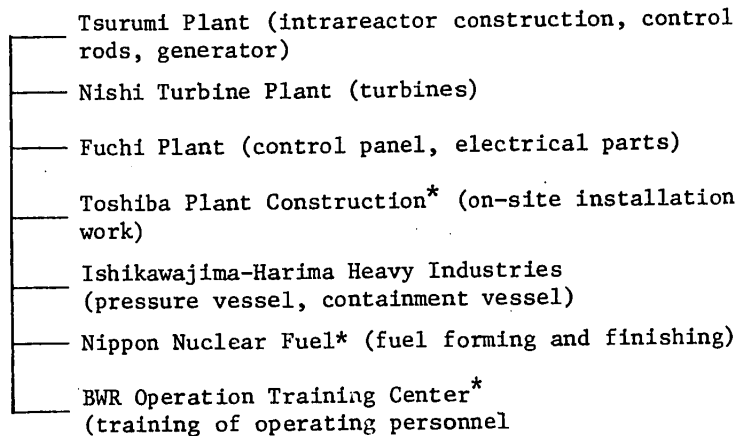 Tsurumi Plant (intrareactor construction, control
rods, generator)
Nishi Turbine Plant (turbines)
Fuchi Plant (control panel, electrical parts)
Toshiba Plant Construction* (on-site installation
work)
Ishikawajima-Harima Heavy Industries
(pressure vessel, containment vessel)
Nippon Nuclear Fuel* (fuel forming and finishing)
BWR Operation Training Center*
(training of operating personnel